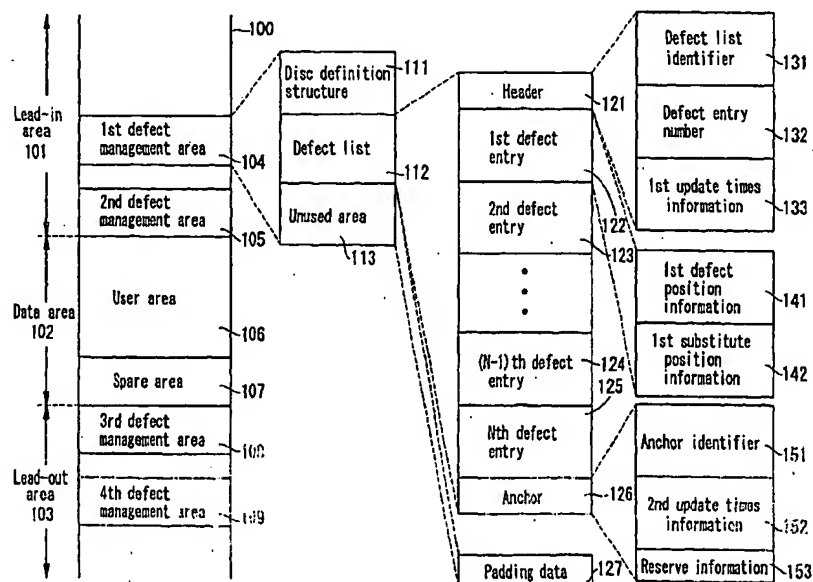 100
Lead-in
area
101
1st defect
management area
104
2nd defect
management area
105
Data area
102
User area
106
Spare area
107
Lead-out
area
103
3rd defect
management area
108
4th defect
management area
109
Disc definition
structure
111
Defect list
112
Unused area
113
Header
121
1st defect
entry
122
2nd defect
entry
123
(N-1)th defect
entry
124
Nth defect
entry
125
Anchor
126
Padding data
127
Defect list
identifier
131
Defect entry
number
132
1st update times
information
133
1st defect
position
information
141
1st substitute
position
information
142
Anchor identifier
151
2nd update times
information
152
Reserve information
153